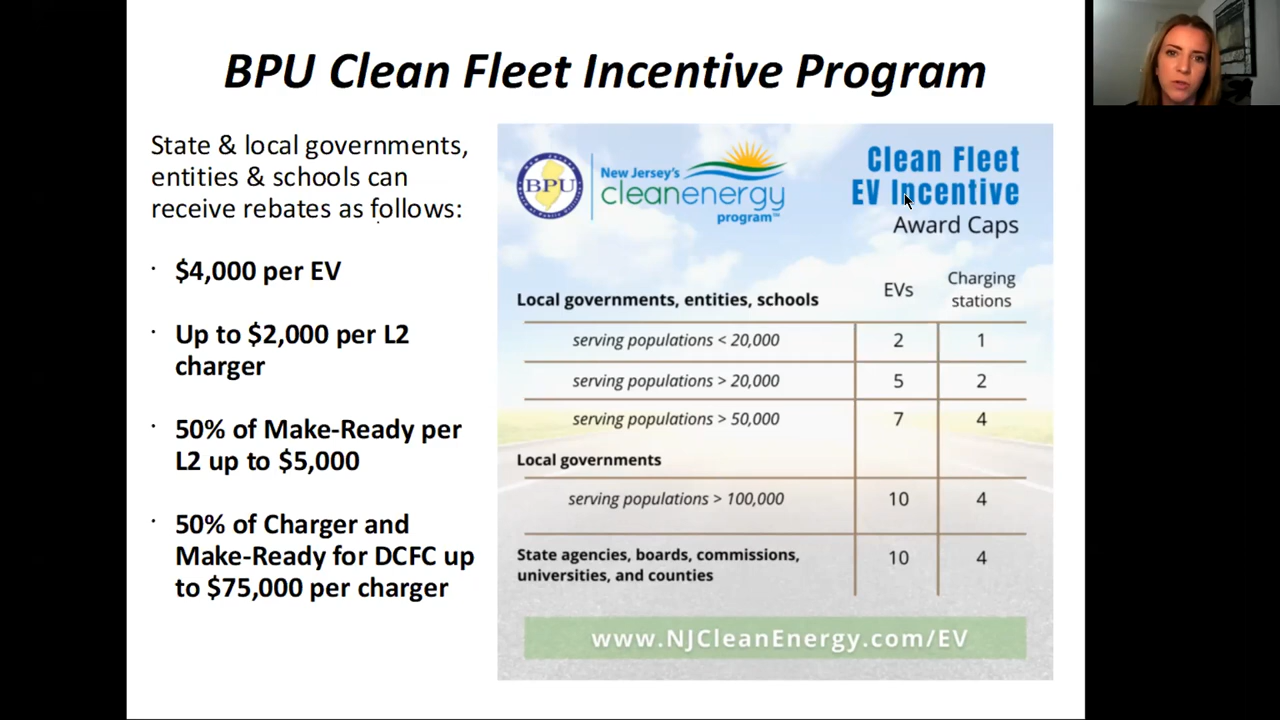 BPU Clean Fleet Incentive Program
State & local governments,
entities & schools can
receive rebates as follows:
· $4,000 per EV
· Up to $2,000 per L2
charger
· 50% of Make-Ready per
L2 up to $5,000
· 50% of Charger and
Make-Ready for DCFC up
to $75,000 per charger
BPU
New Jersey's
cleanenergy
program™
Clean Fleet
EV Incentive
Award Caps
Local governments, entities, schools EVs Charging
stations
serving populations < 20,000 2 1
serving populations > 20,000 5 2
serving populations > 50,000 7 4
Local governments
serving populations > 100,000 10 4
State agencies, boards, commissions,
universities, and counties 10 4
www.NJCleanEnergy.com/EV